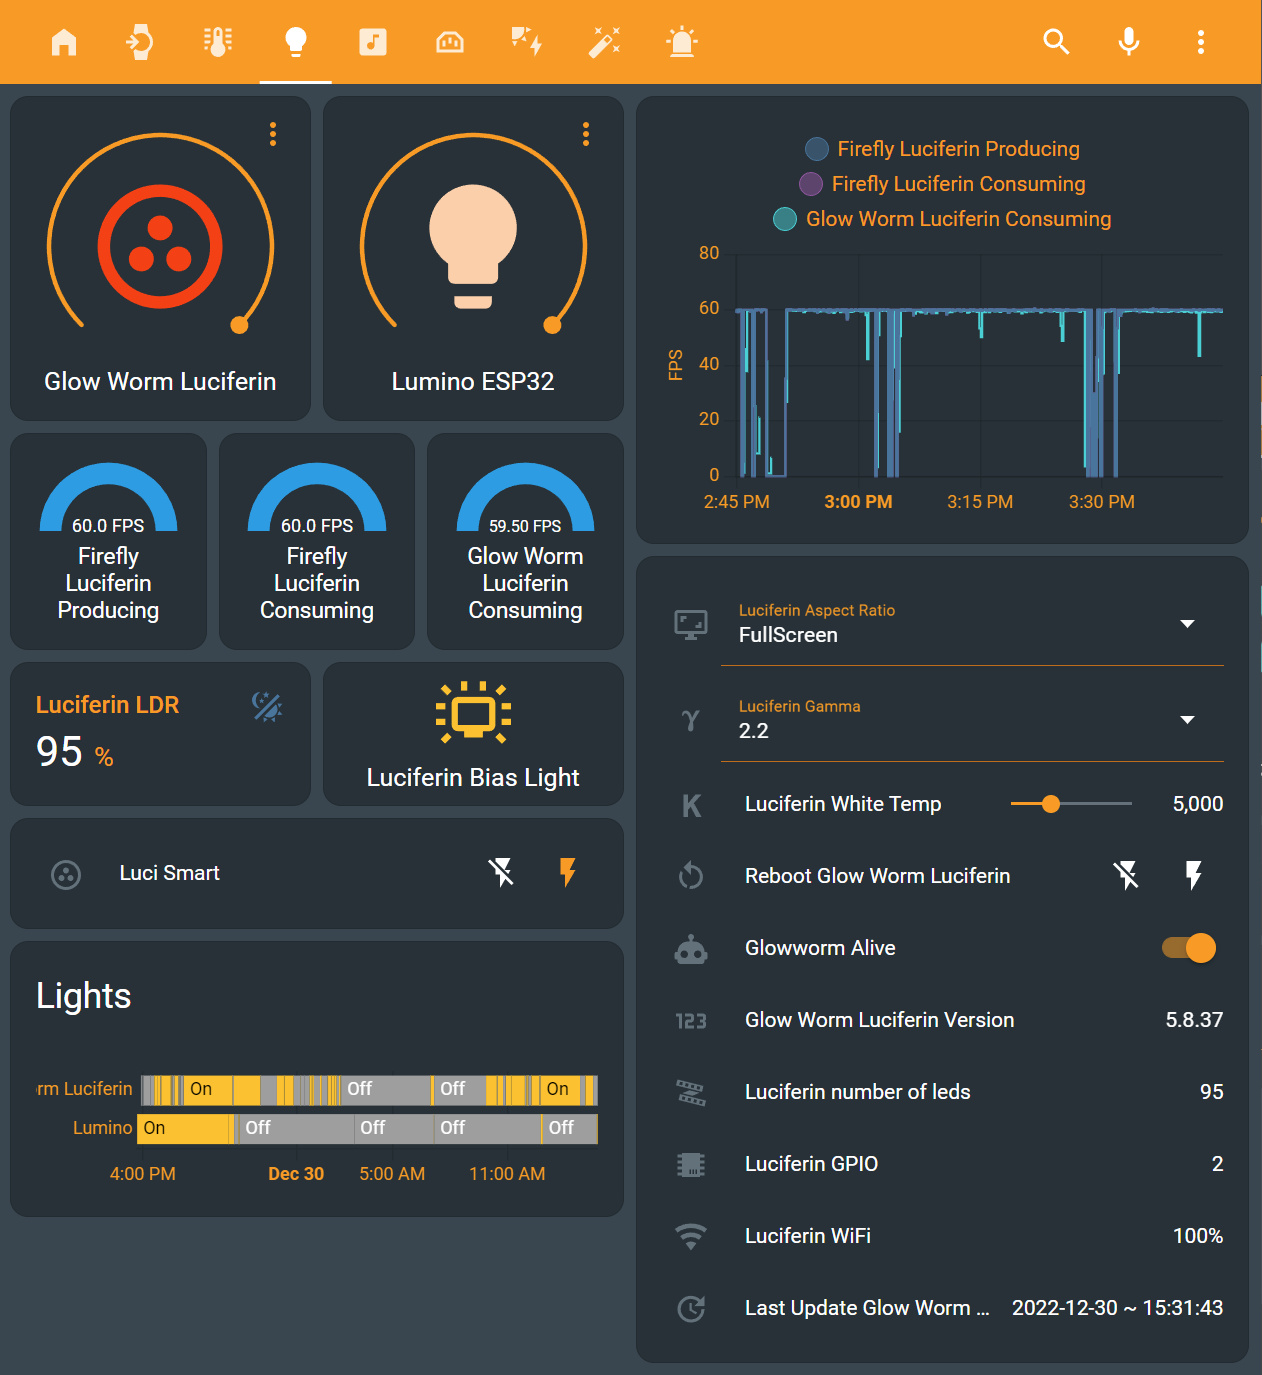 Glow Worm Luciferin
Lumino ESP32
60.0 FPS
Firefly
Luciferin
Producing
60.0 FPS
Firefly
Luciferin
Consuming
59.50 FPS
Glow Worm
Luciferin
Consuming
Luciferin LDR
95 %
Luciferin Bias Light
Luci Smart
Lights
rm Luciferin On Off Off On
Lumino On Off Off Off Off
4:00 PM Dec 30 5:00 AM 11:00 AM
Firefly Luciferin Producing
Firefly Luciferin Consuming
Glow Worm Luciferin Consuming
80
60
40
20
0
FPS
2:45 PM 3:00 PM 3:15 PM 3:30 PM
Luciferin Aspect Ratio
FullScreen
γ
Luciferin Gamma
2.2
K Luciferin White Temp 5,000
Reboot Glow Worm Luciferin
Glowworm Alive
123 Glow Worm Luciferin Version 5.8.37
Luciferin number of leds 95
Luciferin GPIO 2
Luciferin WiFi 100%
Last Update Glow Worm ... 2022-12-30 ~ 15:31:43